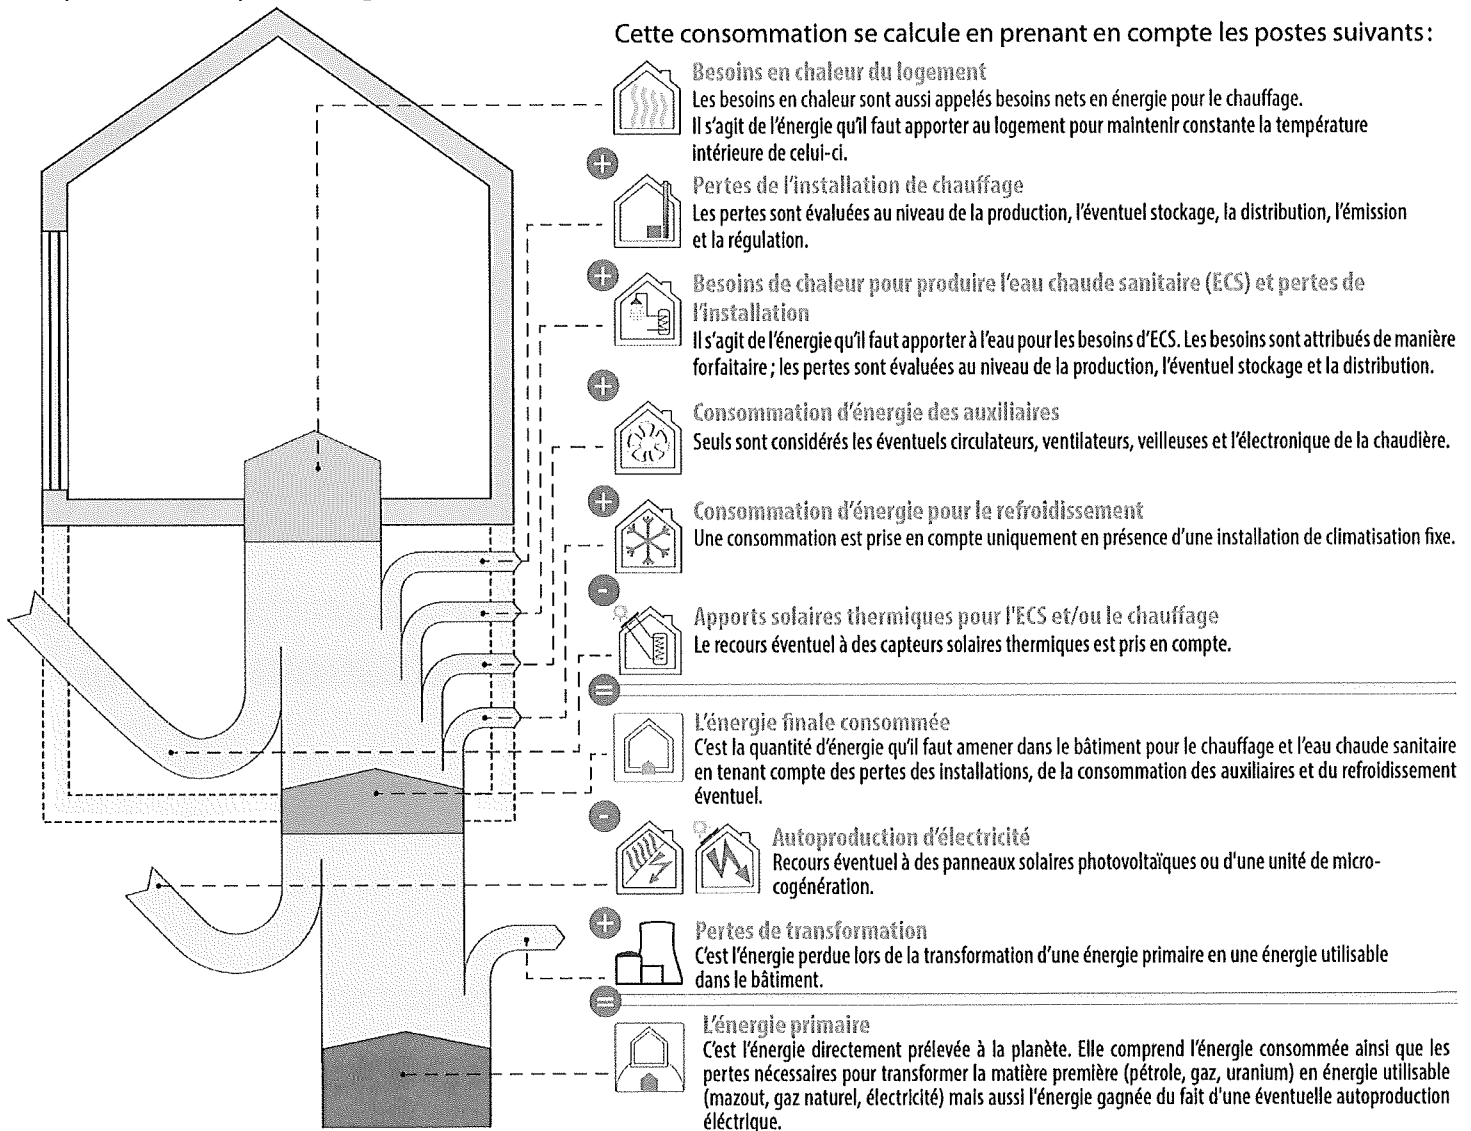 Cette consommation se calcule en prenant en compte les postes suivants:
Besoins en chaleur du logement
Les besoins en chaleur sont aussi appelés besoins nets en énergie pour le chauffage.
Il s'agit de l'énergie qu'il faut apporter au logement pour maintenir constante la température
intérieure de celui-ci.
+
Pertes de l'installation de chauffage
Les pertes sont évaluées au niveau de la production, l'éventuel stockage, la distribution, l'émission
et la régulation.
+
Besoins de chaleur pour produire l'eau chaude sanitaire (ECS) et pertes de
l'installation
Il s'agit de l'énergie qu'il faut apporter à l'eau pour les besoins d'ECS. Les besoins sont attribués de manière
forfaitaire ; les pertes sont évaluées au niveau de la production, l'éventuel stockage et la distribution.
+
Consommation d'énergie des auxiliaires
Seuls sont considérés les éventuels circulateurs, ventilateurs, veilleuses et l'électronique de la chaudière.
+
Consommation d'énergie pour le refroidissement
Une consommation est prise en compte uniquement en présence d'une installation de climatisation fixe.
-
Apports solaires thermiques pour l'ECS et/ou le chauffage
Le recours éventuel à des capteurs solaires thermiques est pris en compte.
=
L'énergie finale consommée
C'est la quantité d'énergie qu'il faut amener dans le bâtiment pour le chauffage et l'eau chaude sanitaire
en tenant compte des pertes des installations, de la consommation des auxiliaires et du refroidissement
éventuel.
-
Autoproduction d'électricité
Recours éventuel à des panneaux solaires photovoltaïques ou d'une unité de micro-
cogénération.
+
Pertes de transformation
C'est l'énergie perdue lors de la transformation d'une énergie primaire en une énergie utilisable
dans le bâtiment.
=
L'énergie primaire
C'est l'énergie directement prélevée à la planète. Elle comprend l'énergie consommée ainsi que les
pertes nécessaires pour transformer la matière première (pétrole, gaz, uranium) en énergie utilisable
(mazout, gaz naturel, électricité) mais aussi l'énergie gagnée du fait d'une éventuelle autoproduction
éléctrique.